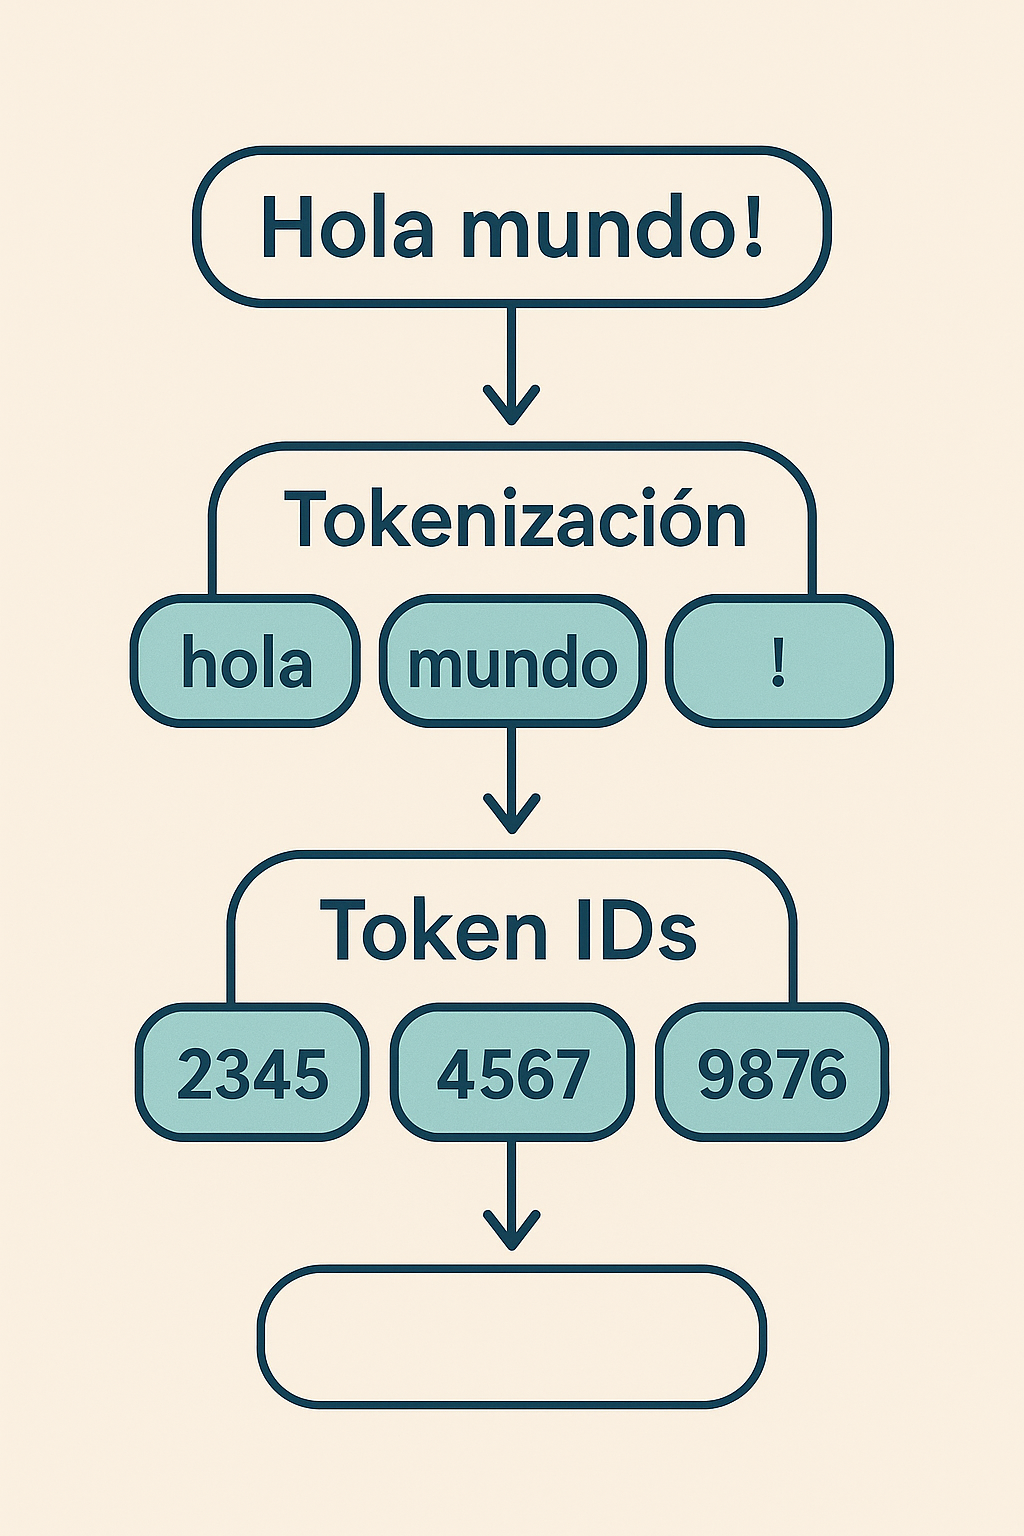 Hola mundo!
Tokenización
hola mundo !
Token IDs
2345 4567 9876